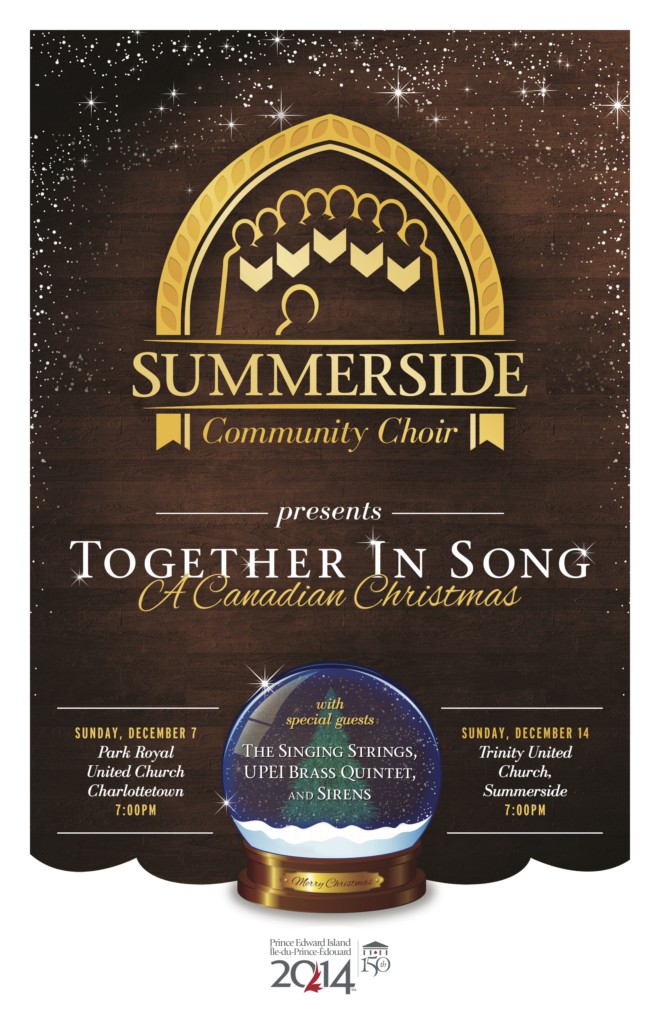 SUMMERSIDE
Community Choir
presents
TOGETHER IN SONG
A Canadian Christmas
with
special guests
THE SINGING STRINGS,
UPEI BRASS QUINTET,
AND SIRENS
Merry Christmas
SUNDAY, DECEMBER 7
Park Royal
United Church
Charlottetown
7:00PM
SUNDAY, DECEMBER 14
Trinity United
Church,
Summerside
7:00PM
Prince Edward Island
Île-du-Prince-Édouard
2014
150th